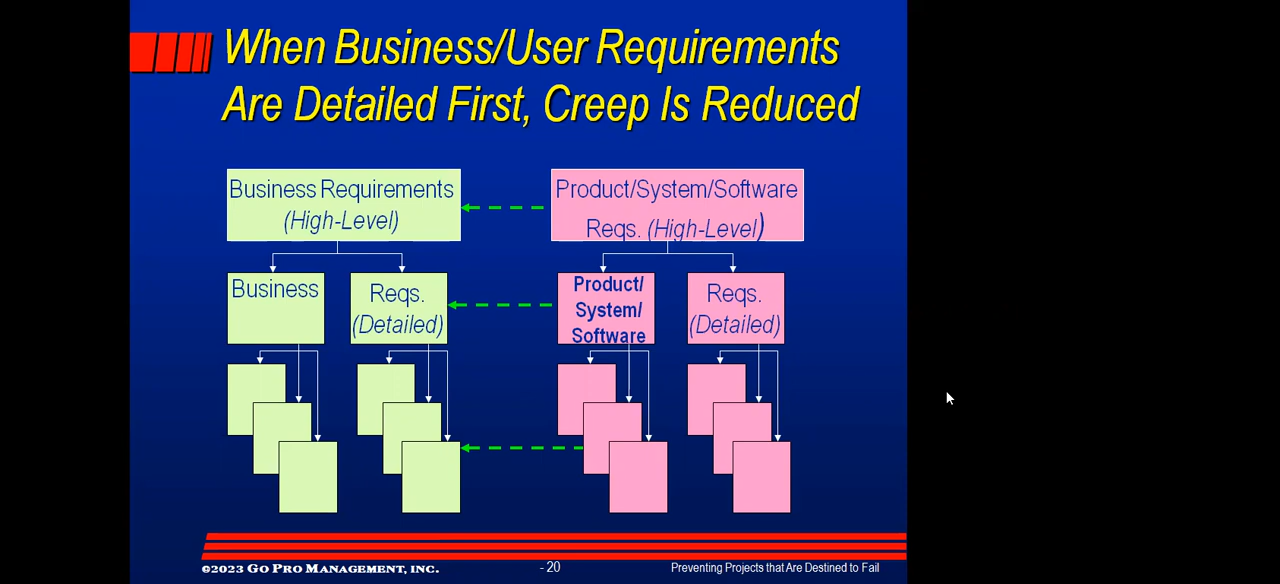 When Business/User Requirements
Are Detailed First, Creep Is Reduced
Business Requirements
(High-Level)
Product/System/Software
Reqs. (High-Level)
Business
Reqs.
(Detailed)
Product/
System/
Software
Reqs.
(Detailed)
©2023 GO PRO MANAGEMENT, INC.
- 20
Preventing Projects that Are Destined to Fail